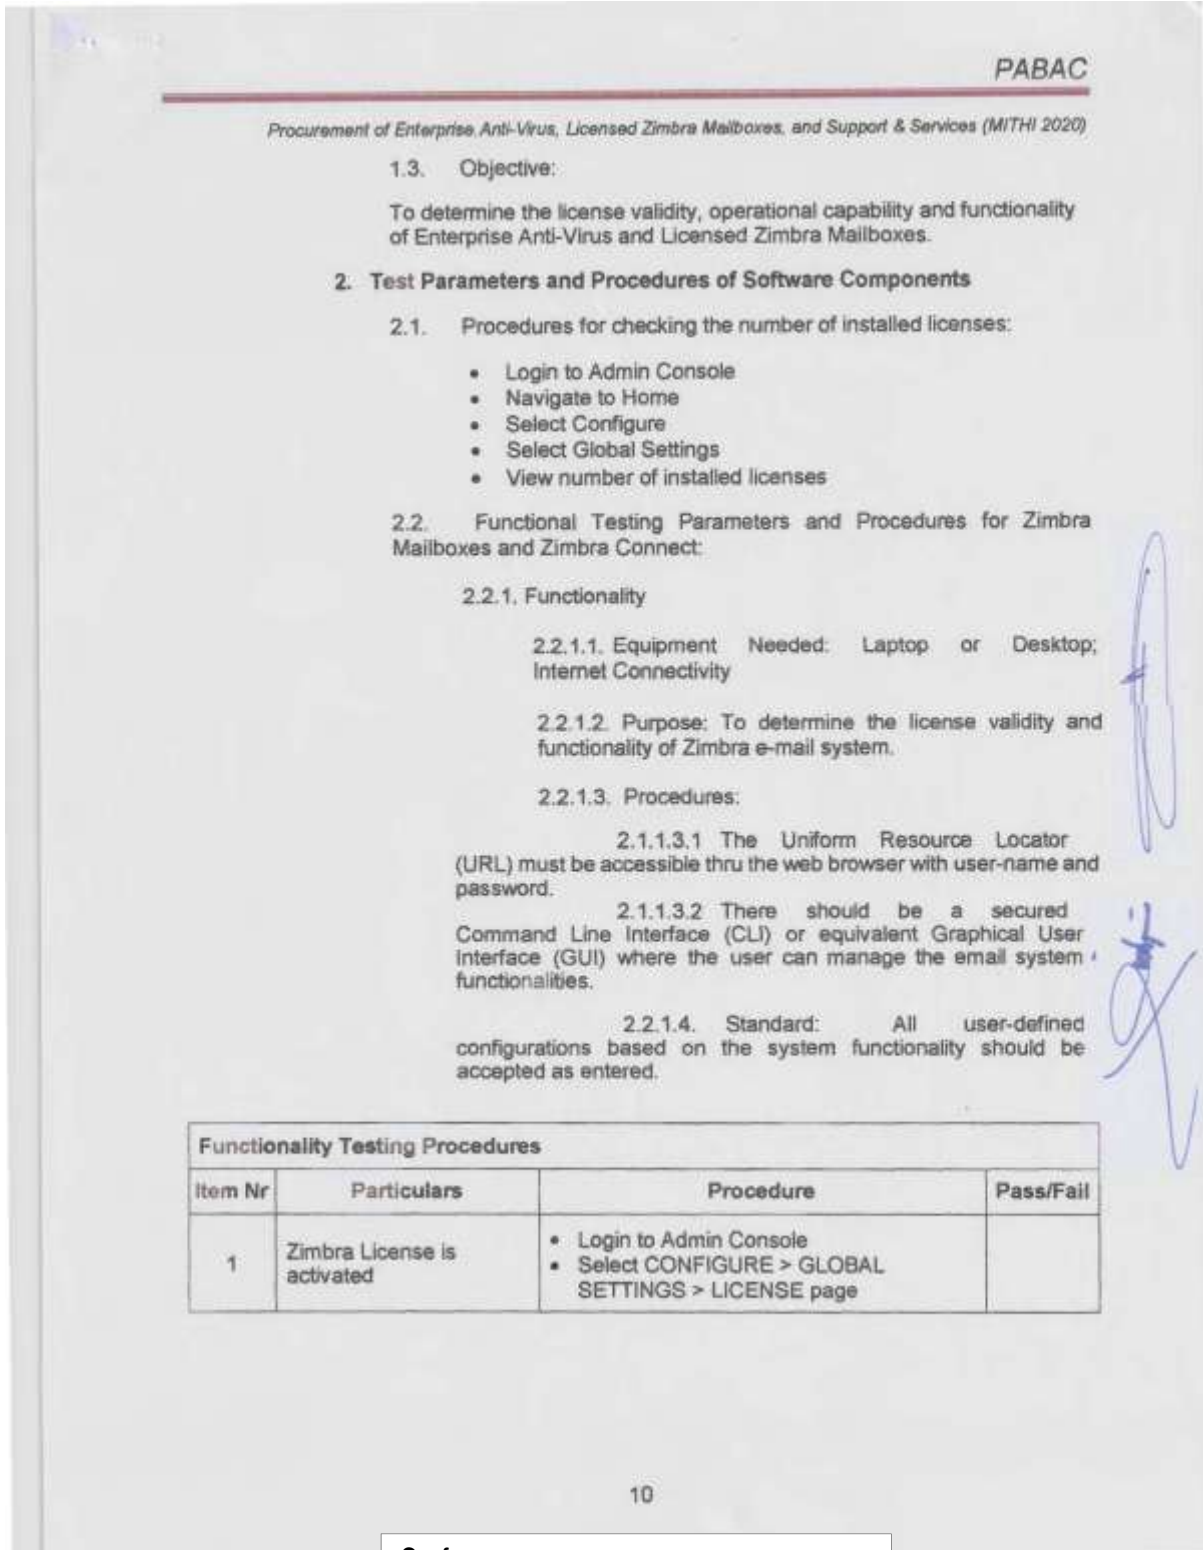 PABAC
Procurement of Enterprise Anti-Virus, Licensed Zimbra Mailboxes, and Support & Services (MITHI 2020)
1.3. Objective:
To determine the license validity, operational capability and functionality
of Enterprise Anti-Virus and Licensed Zimbra Mailboxes.
2. Test Parameters and Procedures of Software Components
2.1. Procedures for checking the number of installed licenses:
• Login to Admin Console
• Navigate to Home
• Select Configure
• Select Global Settings
• View number of installed licenses
2.2. Functional Testing Parameters and Procedures for Zimbra
Mailboxes and Zimbra Connect:
2.2.1. Functionality
2.2.1.1. Equipment Needed: Laptop or Desktop;
Internet Connectivity
2.2.1.2. Purpose: To determine the license validity and
functionality of Zimbra e-mail system.
2.2.1.3. Procedures:
2.1.1.3.1 The Uniform Resource Locator
(URL) must be accessible thru the web browser with user-name and
password.
2.1.1.3.2 There should be a secured
Command Line Interface (CLI) or equivalent Graphical User
Interface (GUI) where the user can manage the email system
functionalities.
2.2.1.4. Standard: All user-defined
configurations based on the system functionality should be
accepted as entered.
Functionality Testing Procedures
Item Nr Particulars Procedure Pass/Fail
1 Zimbra License is activated
• Login to Admin Console
• Select CONFIGURE > GLOBAL
SETTINGS > LICENSE page
10